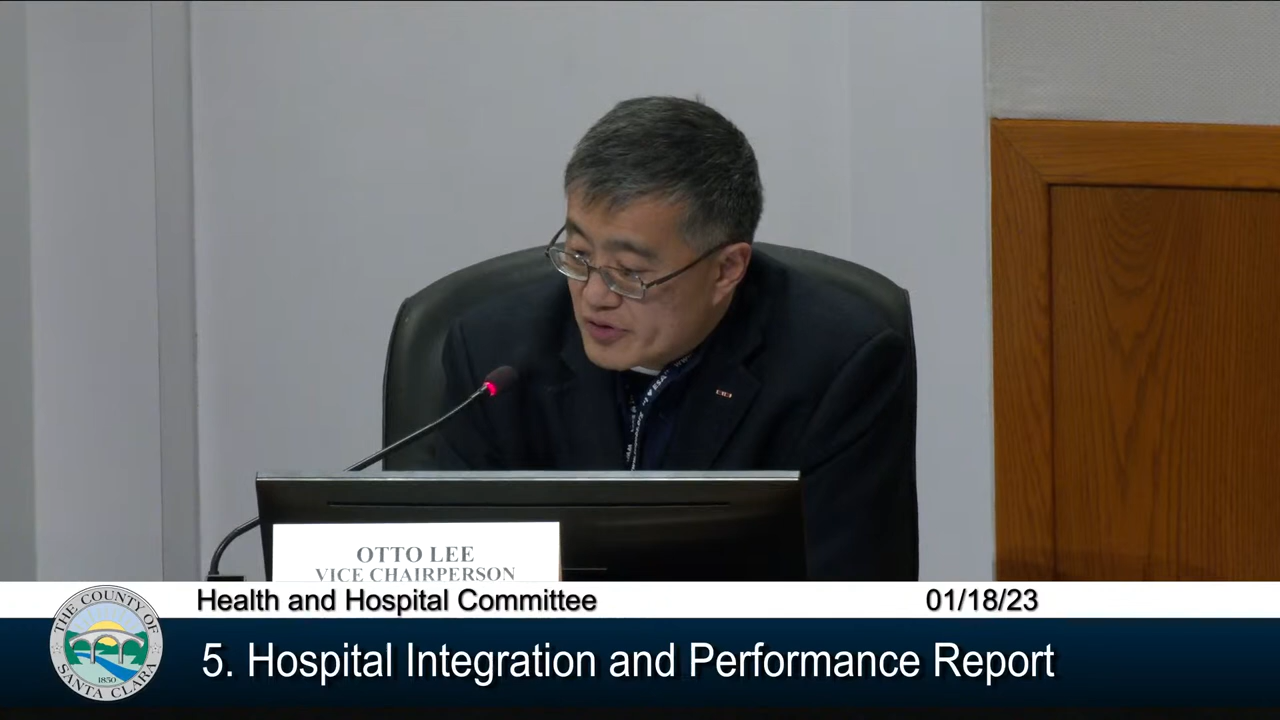 OTTO LEE
VICE CHAIRPERSON
Health and Hospital Committee
01/18/23
THE COUNTY OF
SANTA CLARA
1850
5. Hospital Integration and Performance Report